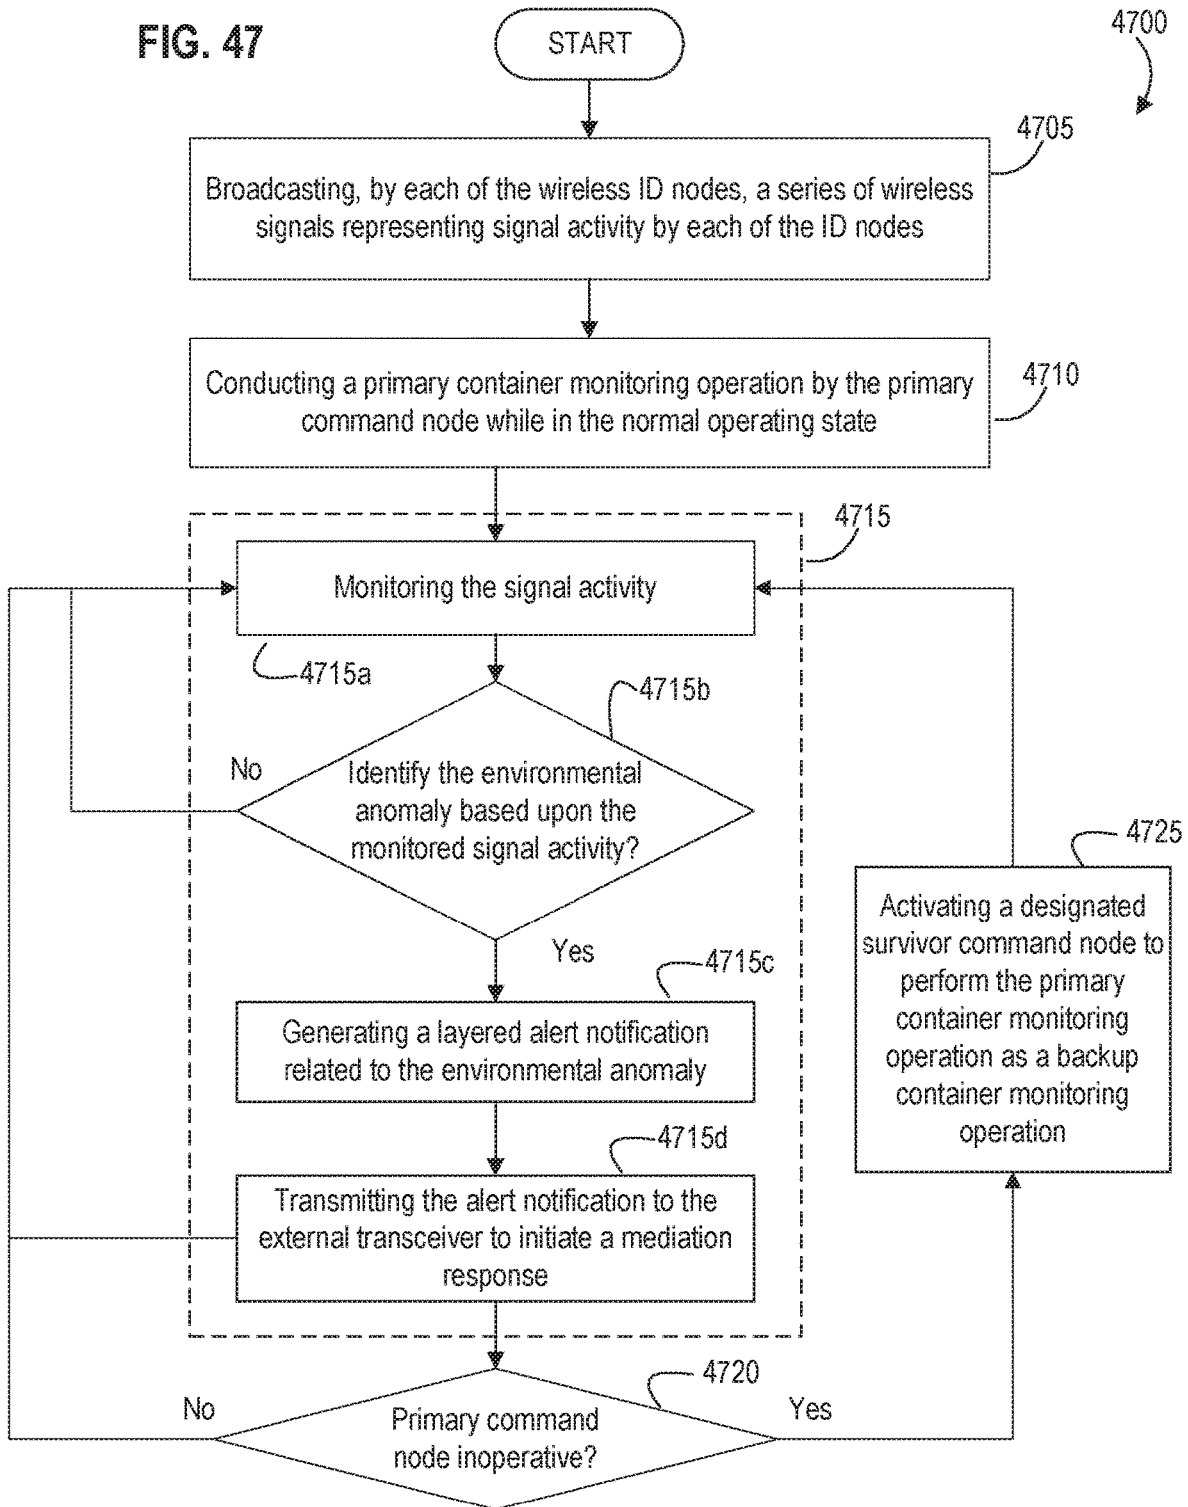 FIG. 47
START
4700
4705
Broadcasting, by each of the wireless ID nodes, a series of wireless
signals representing signal activity by each of the ID nodes
4710
Conducting a primary container monitoring operation by the primary
command node while in the normal operating state
4715
Monitoring the signal activity
4715a
4715b
No
Identify the environmental
anomaly based upon the
monitored signal activity?
Yes
4715c
Generating a layered alert notification
related to the environmental anomaly
4715d
Transmitting the alert notification to the
external transceiver to initiate a mediation
response
4725
Activating a designated
survivor command node to
perform the primary
container monitoring
operation as a backup
container monitoring
operation
4720
No
Primary command
node inoperative?
Yes